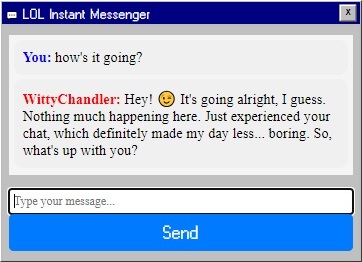 LOL Instant Messenger
x
You: how's it going?
WittyChandler: Hey! 😉 It's going alright, I guess.
Nothing much happening here. Just experienced your
chat, which definitely made my day less... boring. So,
what's up with you?
Type your message...
Send